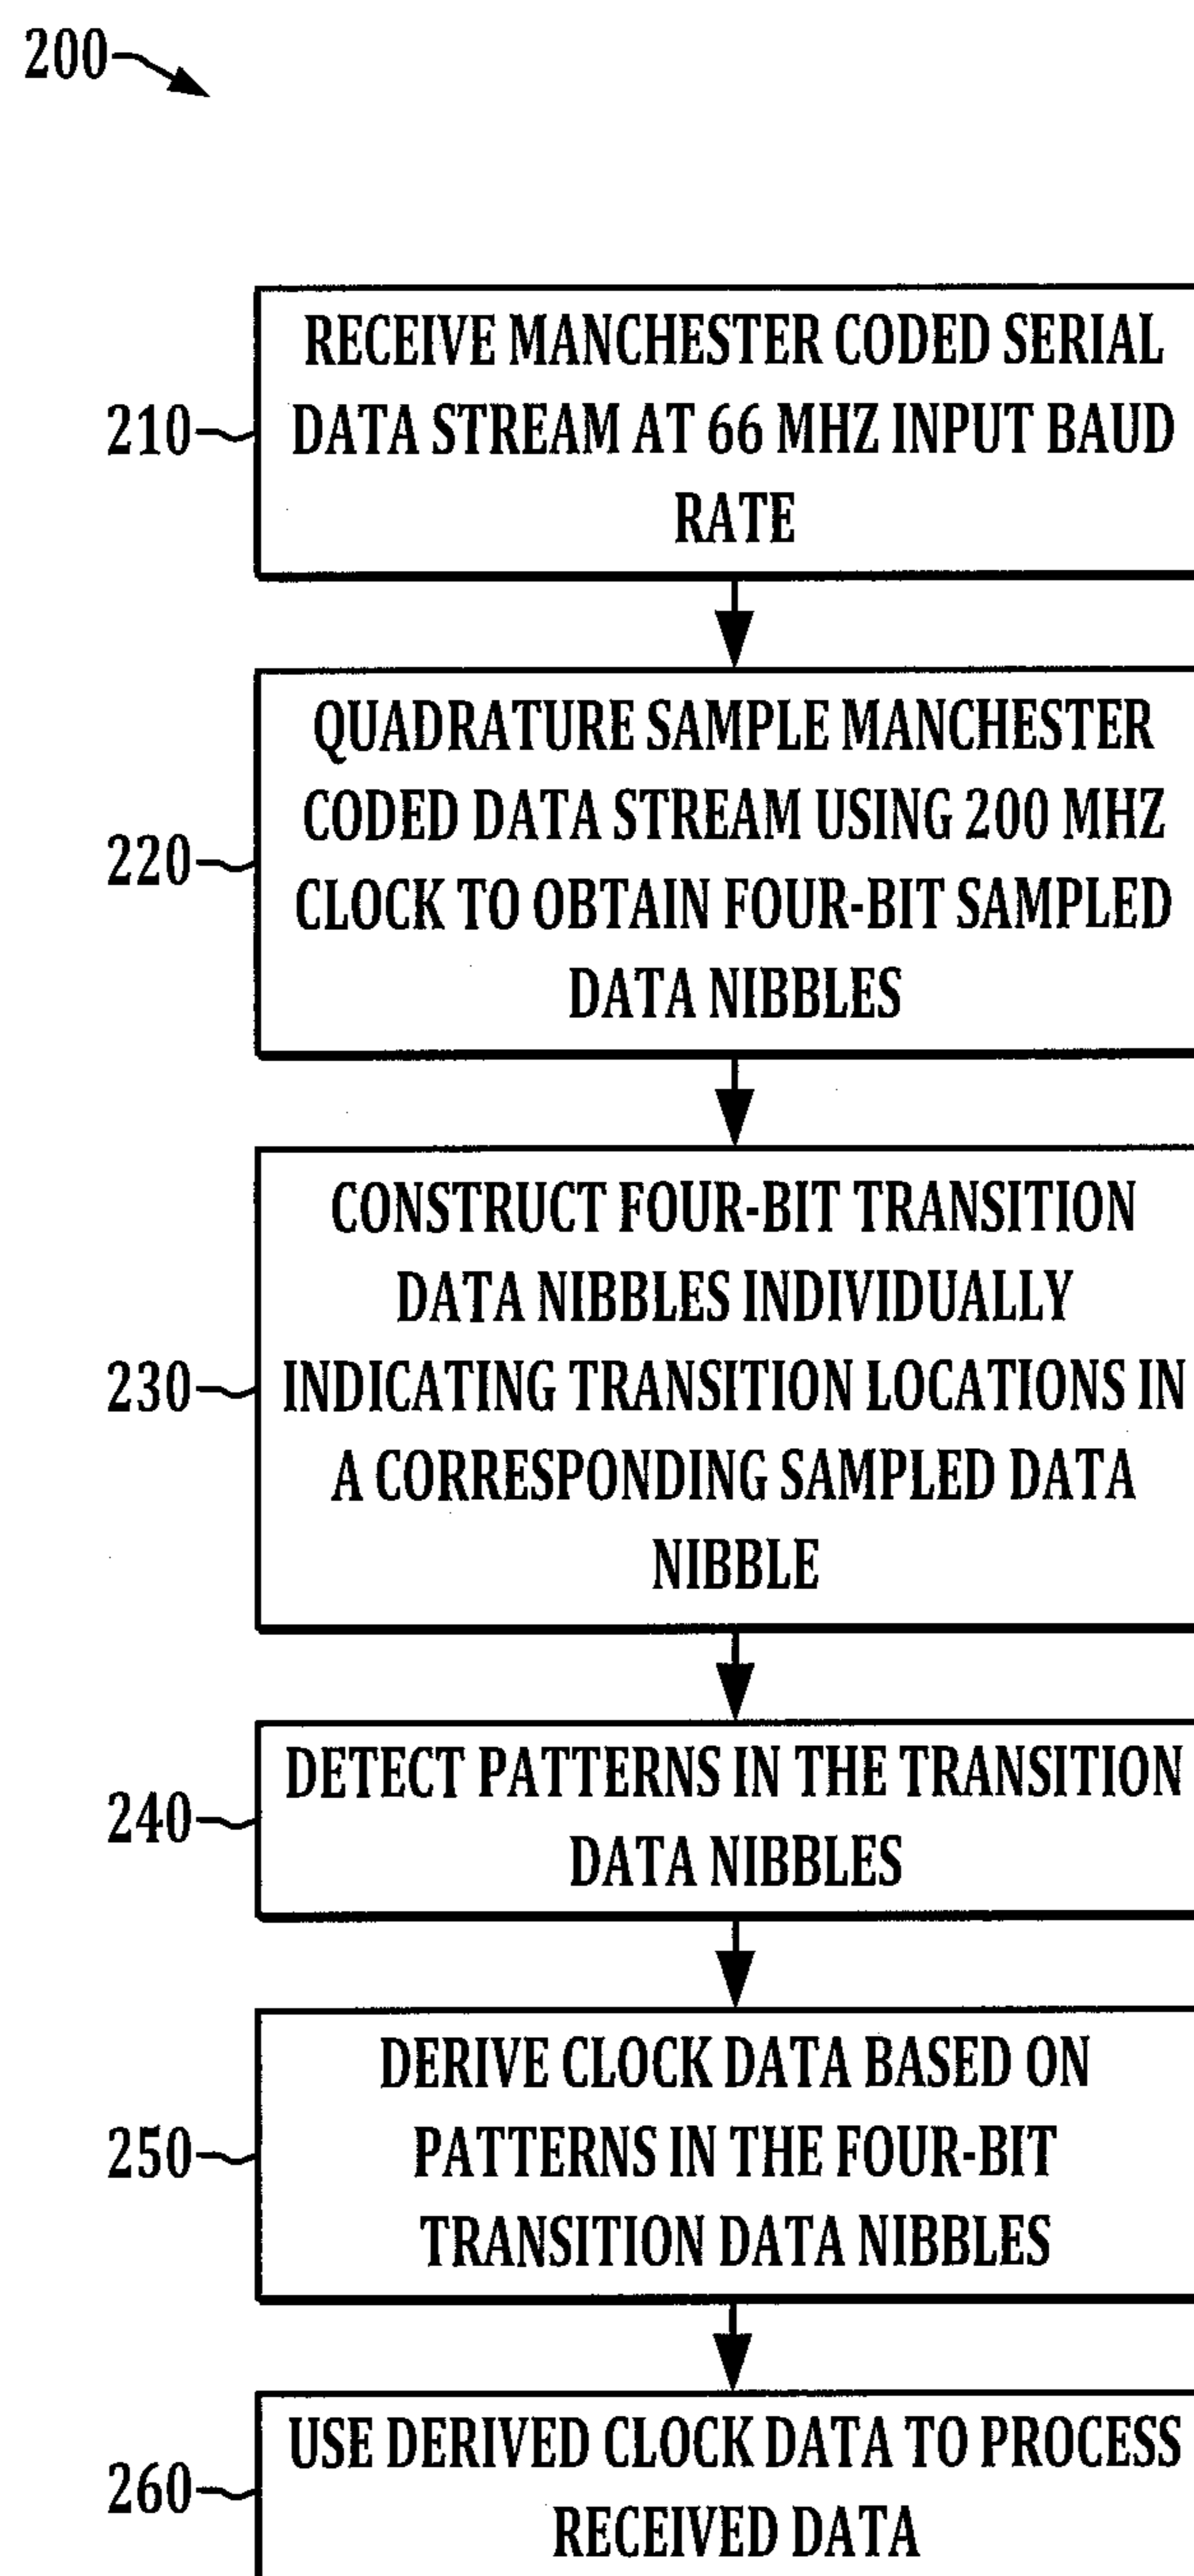 200
210
RECEIVE MANCHESTER CODED SERIAL
DATA STREAM AT 66 MHZ INPUT BAUD
RATE
220
QUADRATURE SAMPLE MANCHESTER
CODED DATA STREAM USING 200 MHZ
CLOCK TO OBTAIN FOUR-BIT SAMPLED
DATA NIBBLES
230
CONSTRUCT FOUR-BIT TRANSITION
DATA NIBBLES INDIVIDUALLY
INDICATING TRANSITION LOCATIONS IN
A CORRESPONDING SAMPLED DATA
NIBBLE
240
DETECT PATTERNS IN THE TRANSITION
DATA NIBBLES
250
DERIVE CLOCK DATA BASED ON
PATTERNS IN THE FOUR-BIT
TRANSITION DATA NIBBLES
260
USE DERIVED CLOCK DATA TO PROCESS
RECEIVED DATA